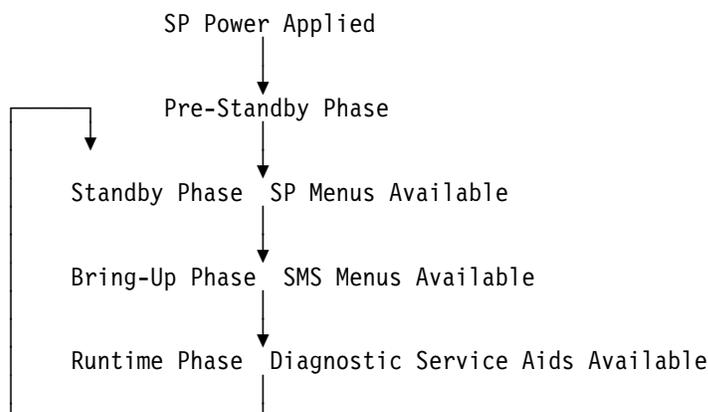 SP Power Applied
Pre-Standby Phase
Standby Phase SP Menus Available
Bring-Up Phase SMS Menus Available
Runtime Phase Diagnostic Service Aids Available